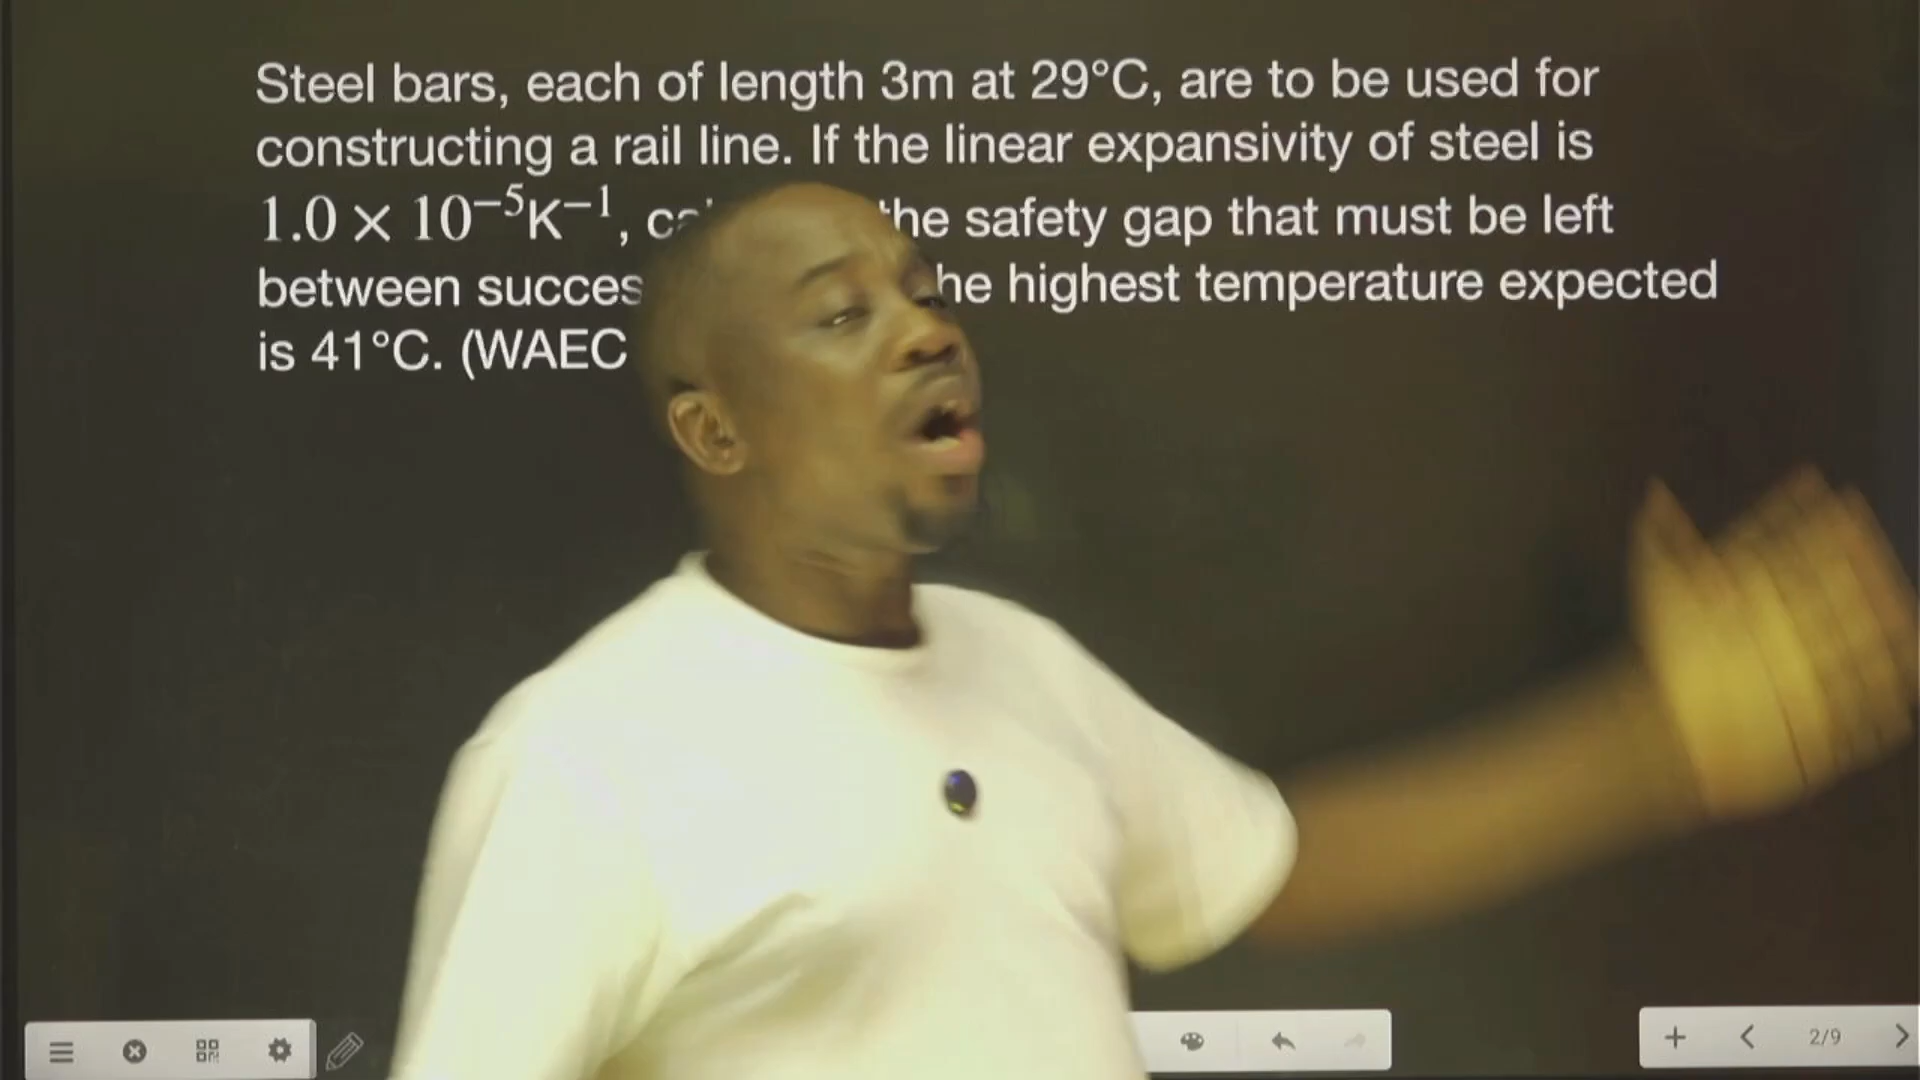 Steel bars, each of length 3m at 29°C, are to be used for
constructing a rail line. If the linear expansivity of steel is
1.0 × 10⁻⁵K⁻¹, the safety gap that must be left
between highest temperature expected
is 41°C. (WAEC
2/9